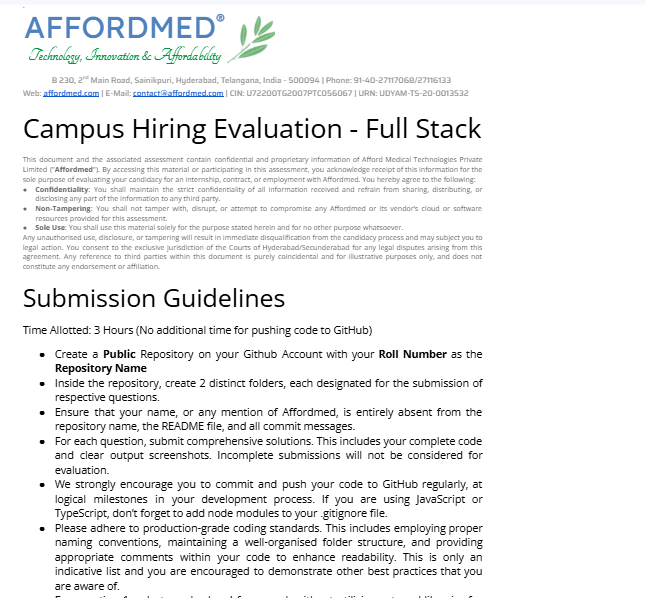 AFFORDMED®
Technology, Innovation & Affordability
B 230, 2nd Main Road, Sainikpuri, Hyderabad, Telangana, India - 500094 | Phone: 91-40-27117068/27116133
Web: affordmed.com | E-Mail: contact@affordmed.com | CIN: U72200TG2007PTC056067 | URN: UDYAM-TS-20-0013532
Campus Hiring Evaluation - Full Stack
This document and the associated assessment contain confidential and proprietary information of Afford Medical Technologies Private
Limited ("Affordmed"). By accessing this material or participating in this assessment, you acknowledge receipt of this information for the
sole purpose of evaluating your candidacy for an internship, contract, or employment with Affordmed. You hereby agree to the following:
• Confidentiality: You shall maintain the strict confidentiality of all information received and refrain from sharing, distributing, or
disclosing any part of the information to any third party.
• Non-Tampering: You shall not tamper with, disrupt, or attempt to compromise any Affordmed or its vendor's cloud or software
resources provided for this assessment.
• Sole Use: You shall use this material solely for the purpose stated herein and for no other purpose whatsoever.
Any unauthorised use, disclosure, or tampering will result in immediate disqualification from the candidacy process and may subject you to
legal action. You consent to the exclusive jurisdiction of the Courts of Hyderabad/Secunderabad for any legal disputes arising from this
agreement. Any reference to third parties within this document is purely coincidental and for illustrative purposes only, and does not
constitute any endorsement or affiliation.
Submission Guidelines
Time Allotted: 3 Hours (No additional time for pushing code to GitHub)
• Create a Public Repository on your Github Account with your Roll Number as the
Repository Name
• Inside the repository, create 2 distinct folders, each designated for the submission of
respective questions.
• Ensure that your name, or any mention of Affordmed, is entirely absent from the
repository name, the README file, and all commit messages.
• For each question, submit comprehensive solutions. This includes your complete code
and clear output screenshots. Incomplete submissions will not be considered for
evaluation.
• We strongly encourage you to commit and push your code to GitHub regularly, at
logical milestones in your development process. If you are using JavaScript or
TypeScript, don't forget to add node modules to your .gitignore file.
• Please adhere to production-grade coding standards. This includes employing proper
naming conventions, maintaining a well-organised folder structure, and providing
appropriate comments within your code to enhance readability. This is only an
indicative list and you are encouraged to demonstrate other best practices that you
are aware of.